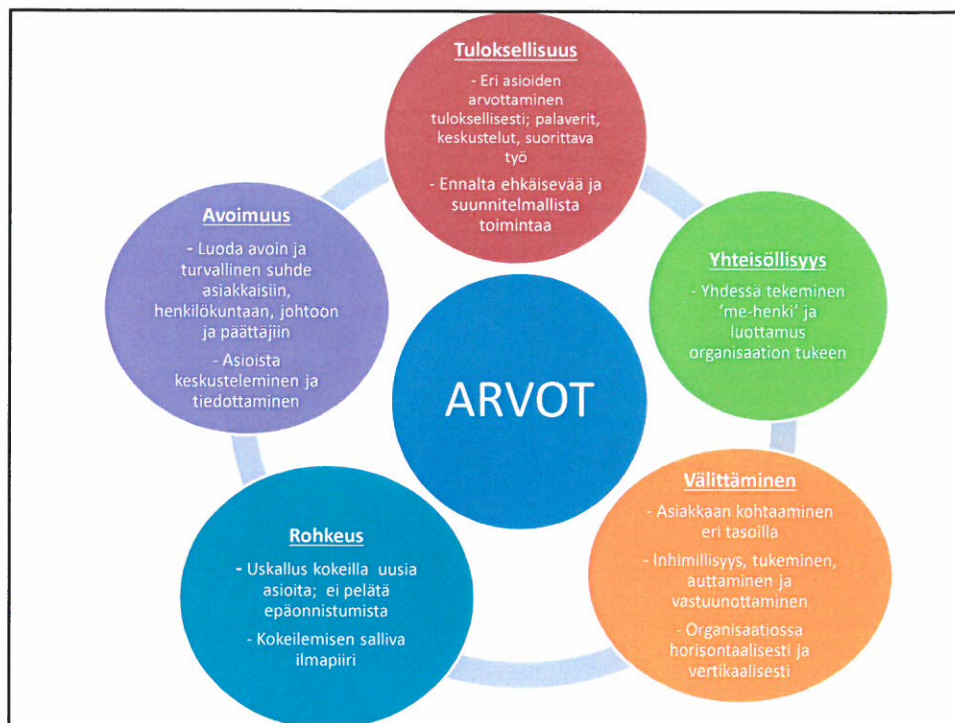 Tuloksellisuus
- Eri asioiden
arvottaminen
tuloksellisesti; palaverit,
keskustelut, suorittava
työ
- Ennalta ehkäisevää ja
suunnitelmallista
toimintaa
Yhteisöllisyys
- Yhdessä tekeminen
'me-henki' ja
luottamus
organisaation tukeen
Välittäminen
- Asiakkaan kohtaaminen
eri tasoilla
- Inhimillisyys, tukeminen,
auttaminen ja
vastuunottaminen
- Organisaatiossa
horisontaalisesti ja
vertikaalisesti
Rohkeus
- Uskallus kokeilla uusia
asioita; ei pelätä
epäonnistumista
- Kokeilemisen salliva
ilmapiiri
Avoimuus
- Luoda avoin ja
turvallinen suhde
asiakkaisiin,
henkilökuntaan, johtoon
ja päättäjiin
- Asioista
keskusteleminen ja
tiedottaminen
ARVOT